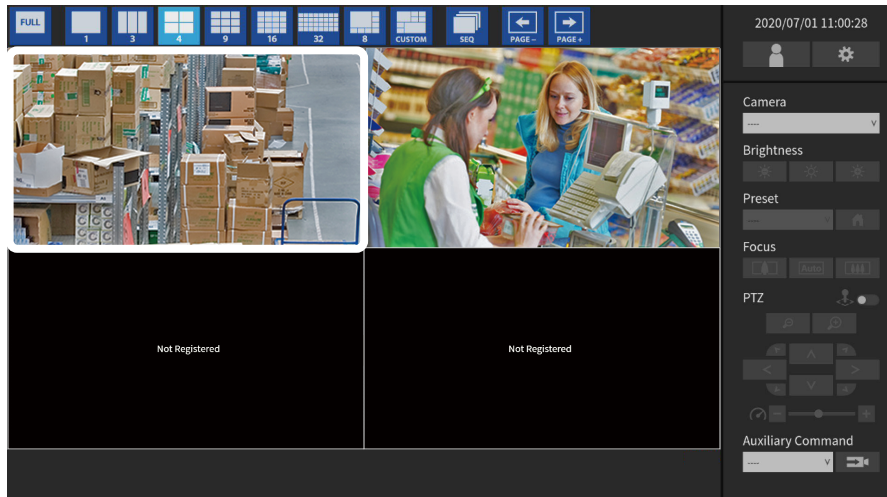 FULL
1
3
4
9
16
32
8
CUSTOM
SEQ
PAGE −
PAGE +
2020/07/01 11:00:28
Camera
----
Brightness
Preset
----
Focus
Auto
PTZ
Auxiliary Command
----
Not Registered
Not Registered